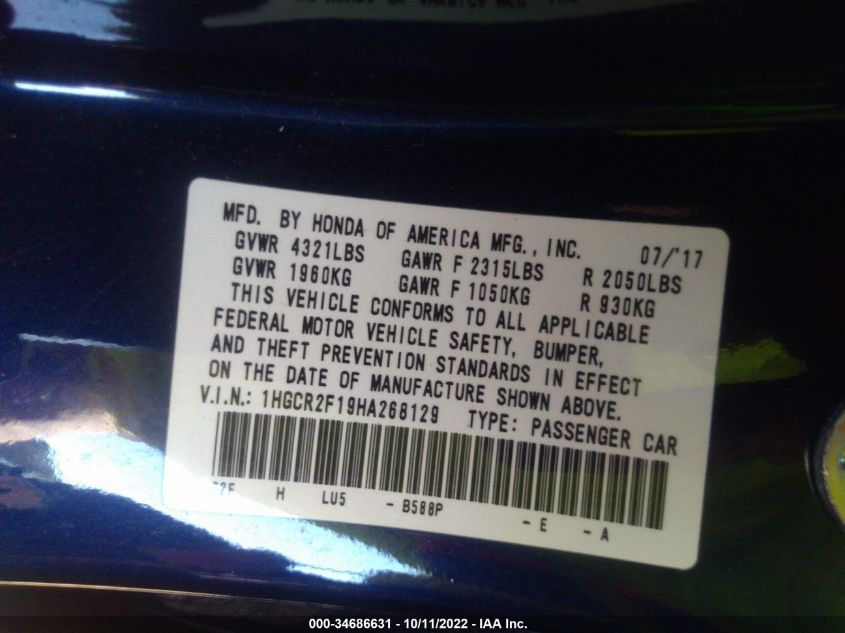 MFD. BY HONDA OF AMERICA MFG., INC. 07/'17
GVWR 4321LBS GAWR F 2315LBS R 2050LBS
GVWR 1960KG GAWR F 1050KG R 930KG
THIS VEHICLE CONFORMS TO ALL APPLICABLE
FEDERAL MOTOR VEHICLE SAFETY, BUMPER,
AND THEFT PREVENTION STANDARDS IN EFFECT
ON THE DATE OF MANUFACTURE SHOWN ABOVE.
V.I.N.: 1HGCR2F19HA268129 TYPE: PASSENGER CAR
H LU5 - B588P - E - A
000-34686631 - 10/11/2022 - IAA Inc.